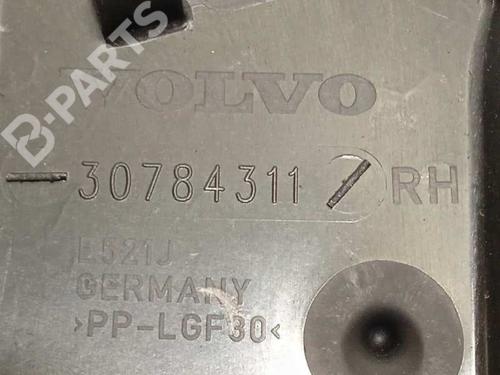 B-PARTS
VOLVO
30784311 RH
E521J
GERMANY
>PP-LGF30<